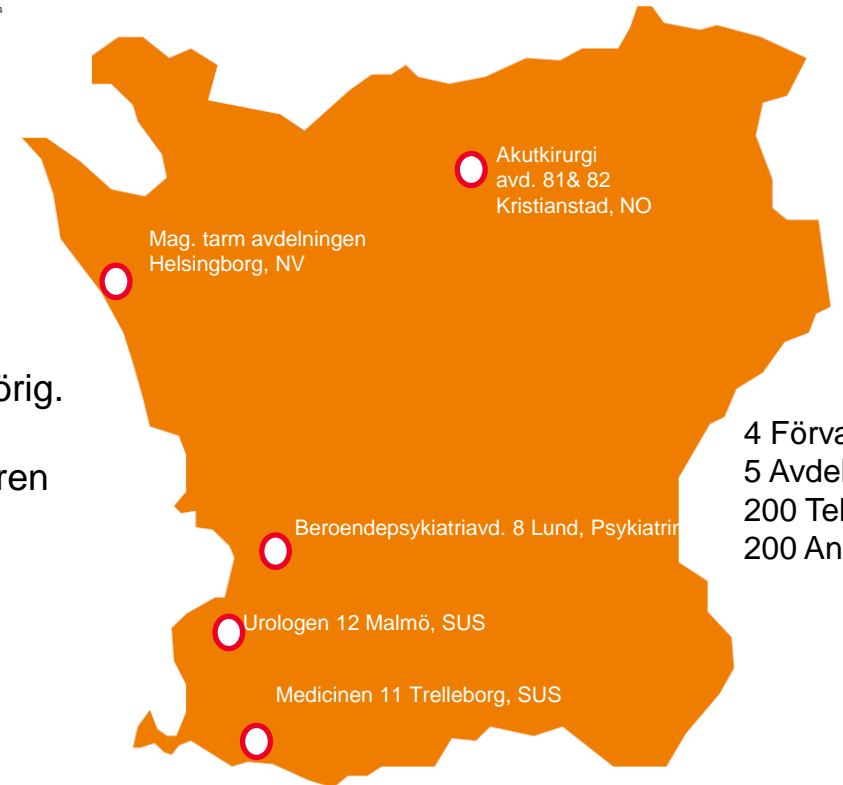 Akutkirurgi
avd. 81& 82
Kristianstad, NO
Mag. tarm avdelningen
Helsingborg, NV
örig.
ren
4 Förva
5 Avdel
200 Tel
200 An
Beroendepsykiatriavd. 8 Lund, Psykiatrin
Urologen 12 Malmö, SUS
Medicinen 11 Trelleborg, SUS